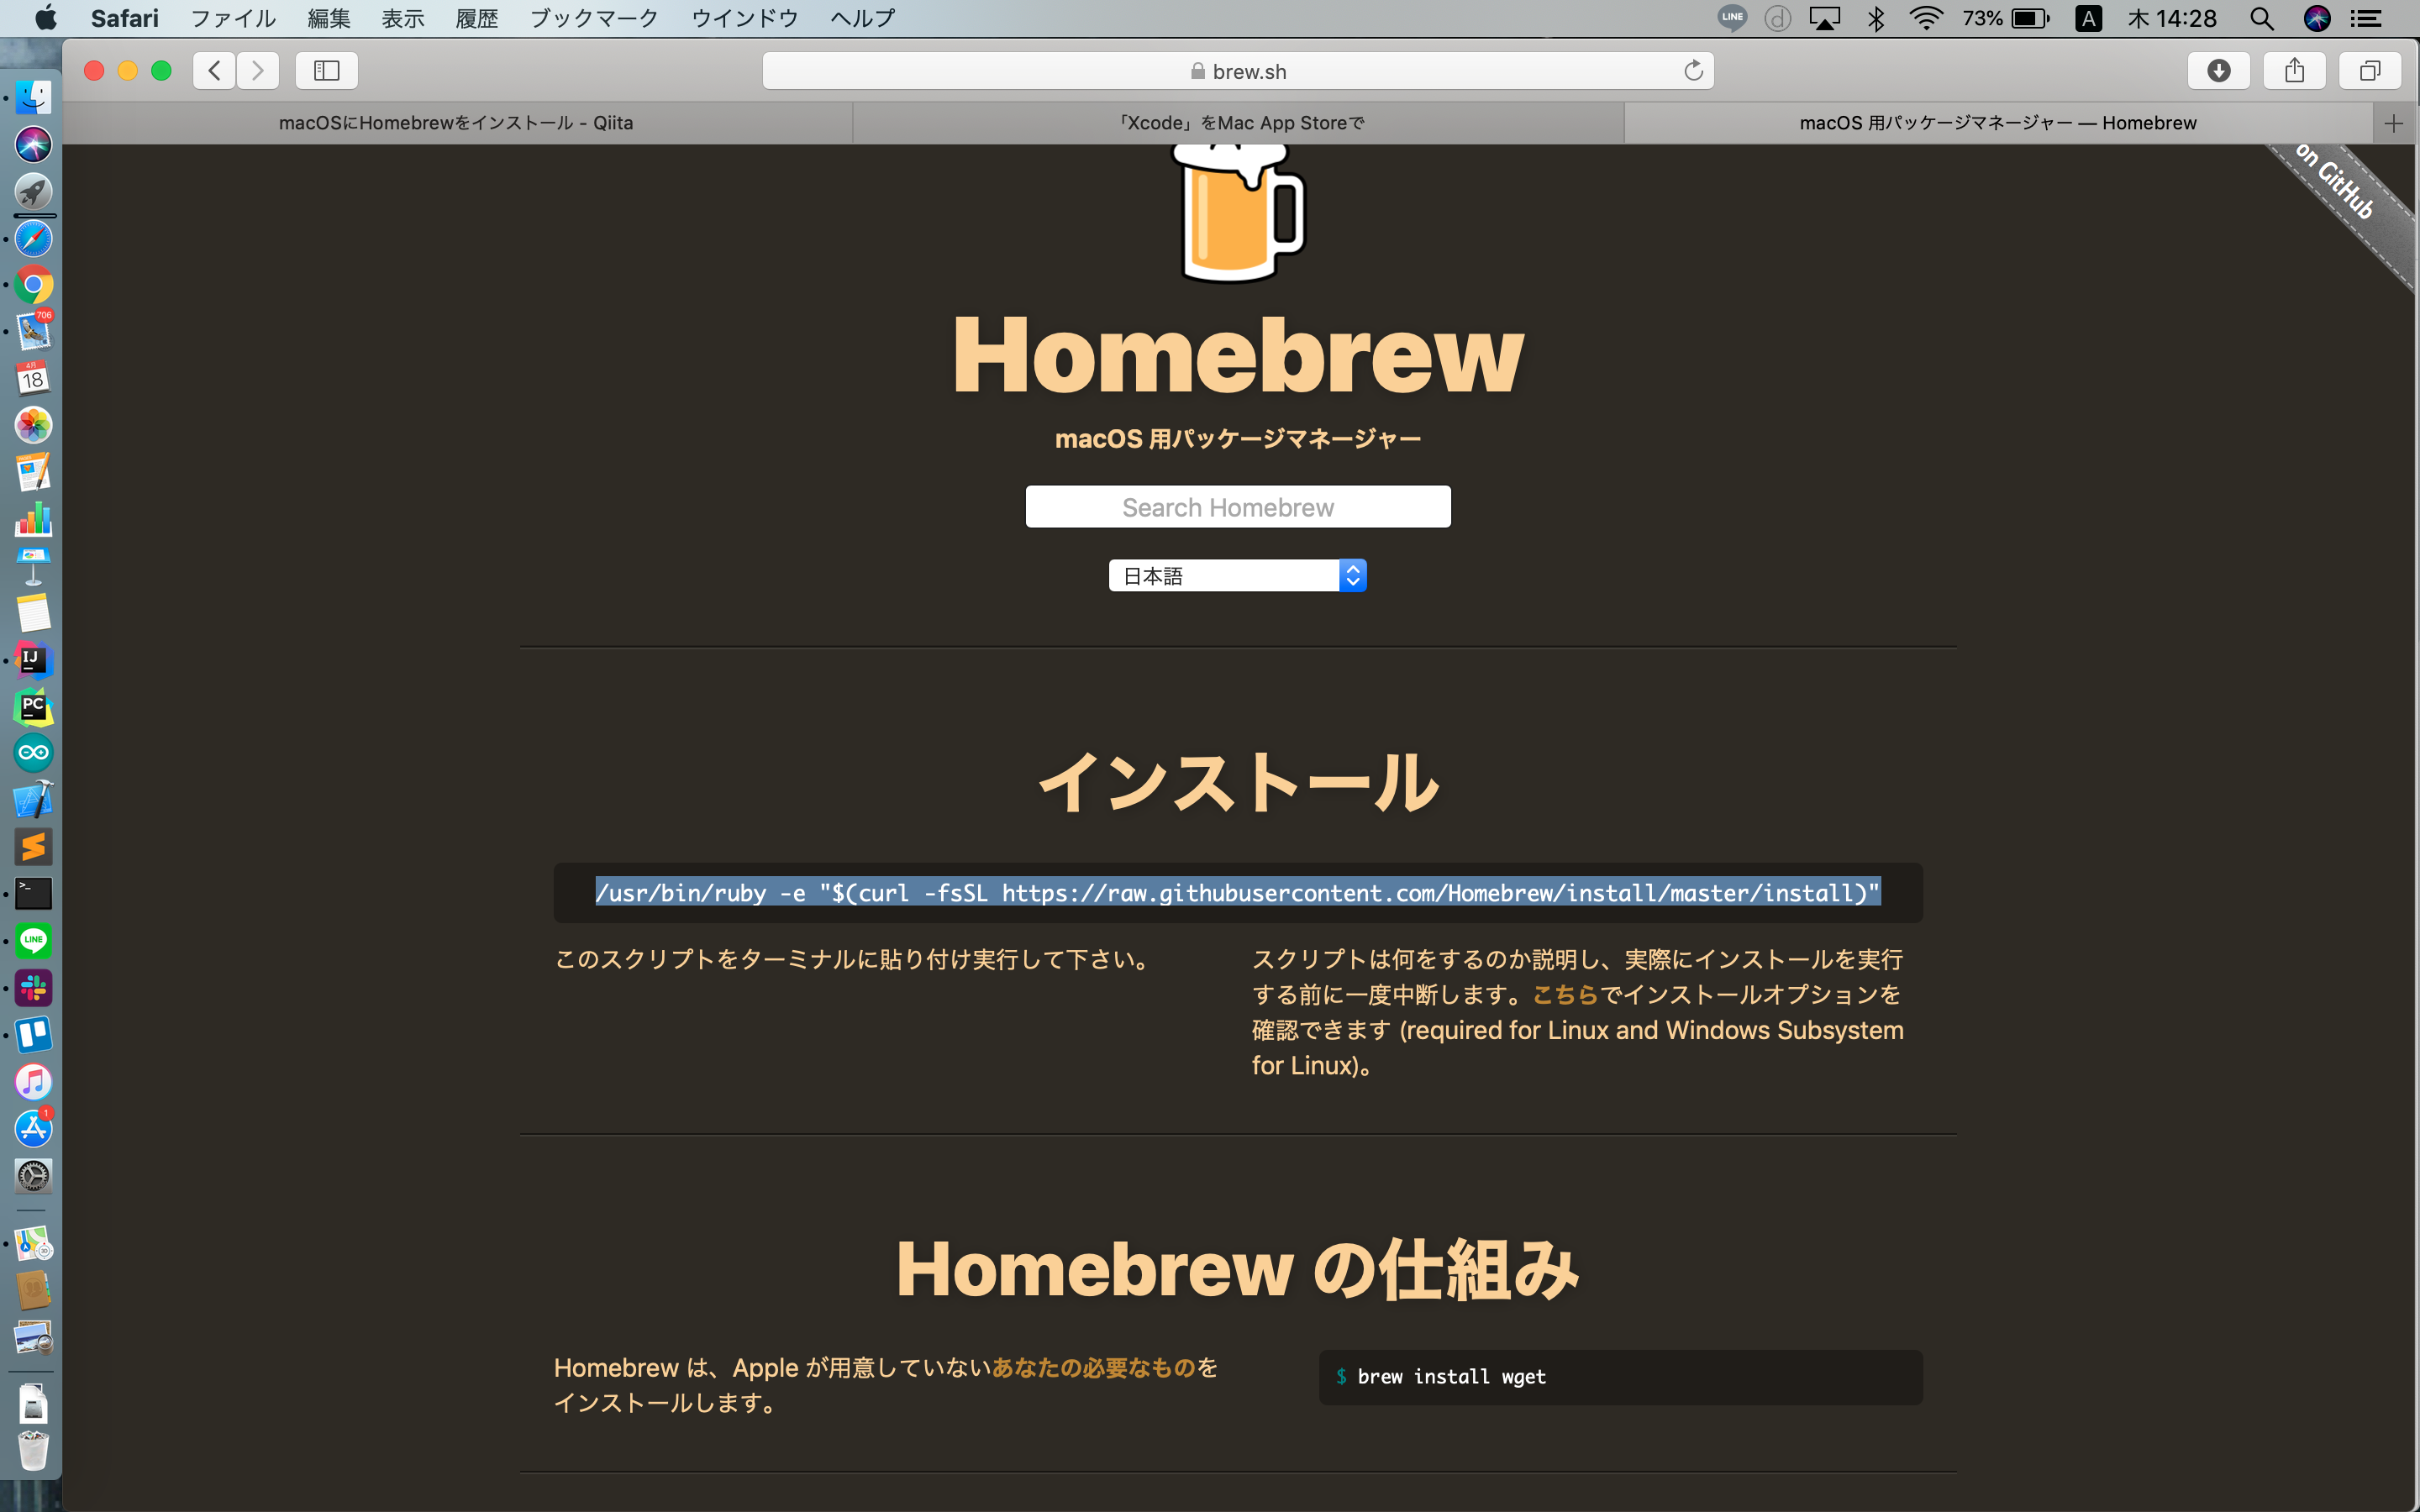 Safari ファイル 編集 表示 履歴 ブックマーク ウインドウ ヘルプ LINE d 73% A 木 14:28
brew.sh
macOSにHomebrewをインストール - Qiita
「Xcode」をMac App Storeで
macOS 用パッケージマネージャー — Homebrew
on GitHub
706
4月
18
IJ
PC
LINE
1
Homebrew
macOS 用パッケージマネージャー
Search Homebrew
日本語
インストール
/usr/bin/ruby -e "$(curl -fsSL https://raw.githubusercontent.com/Homebrew/install/master/install)"
このスクリプトをターミナルに貼り付け実行して下さい。
スクリプトは何をするのか説明し、実際にインストールを実行
する前に一度中断します。こちらでインストールオプションを
確認できます (required for Linux and Windows Subsystem
for Linux)。
Homebrew の仕組み
Homebrew は、Apple が用意していないあなたの必要なものを
インストールします。
$ brew install wget